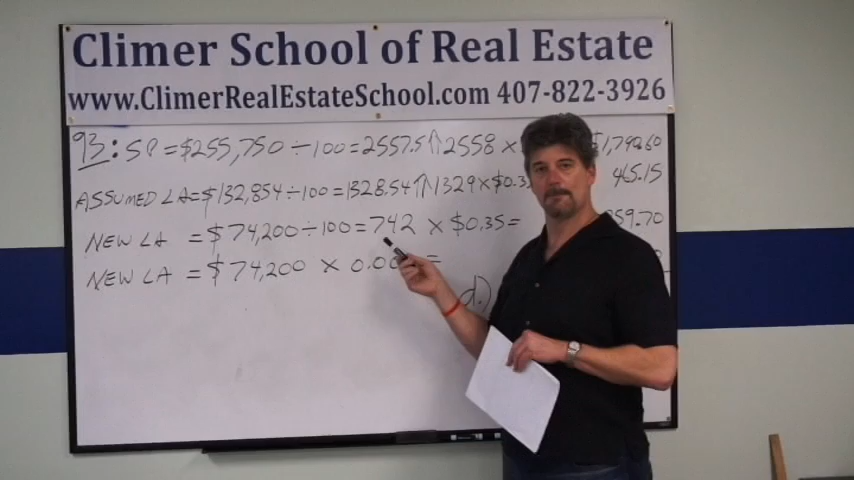 Climer School of Real Estate
www.ClimerRealEstateSchool.com 407-822-3926
93: SP = $255,750 ÷ 100 = 2557.5 ↑ 2558 × $1,790.60
ASSUMED LA = $132,854 ÷ 100 = 1328.54 ↑ 1329 × $0.3 465.15
NEW LA = $74,200 ÷ 100 = 742 × $0.35 = 259.70
NEW LA = $74,200 × 0.00 =
d.)